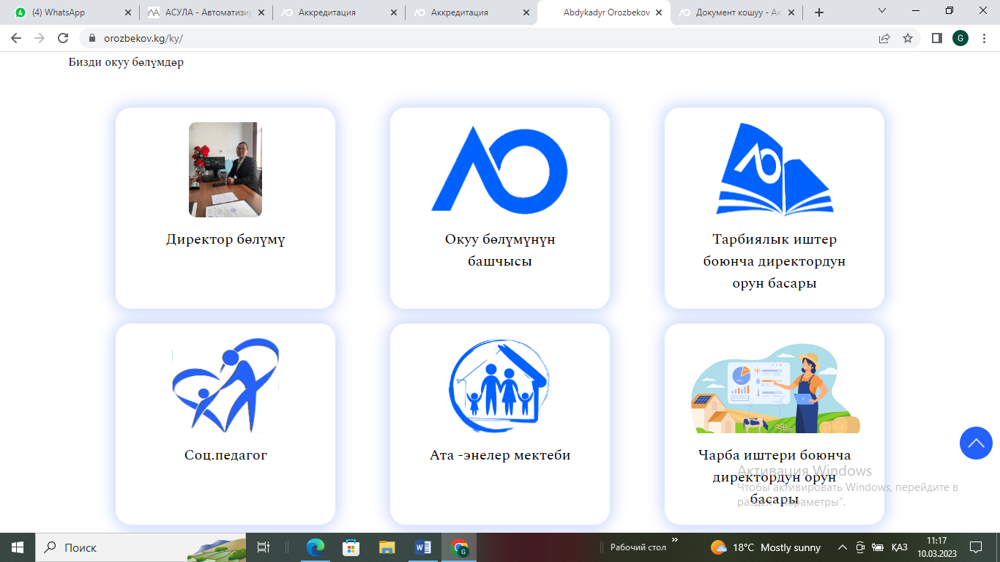 (4) WhatsApp
АСУЛА - Автоматизир
Аккредитация
Аккредитация
Abdykadyr Orozbekov
Документ кошуу - Ак
orozbekov.kg/ky/
G
Бизди окуу бөлүмдөр
Директор бөлүмү
Окуу бөлүмүнүн
башчысы
Тарбиялык иштер
боюнча директордун
орун басары
Соц.педагог
Ата -энелер мектеби
Чарба иштери боюнча
директордун орун
басары
Активация Windows
Чтобы активировать Windows, перейдите в
раздел "Параметры".
Поиск
Рабочий стол
18°C Mostly sunny
ҚАЗ
11:17
10.03.2023